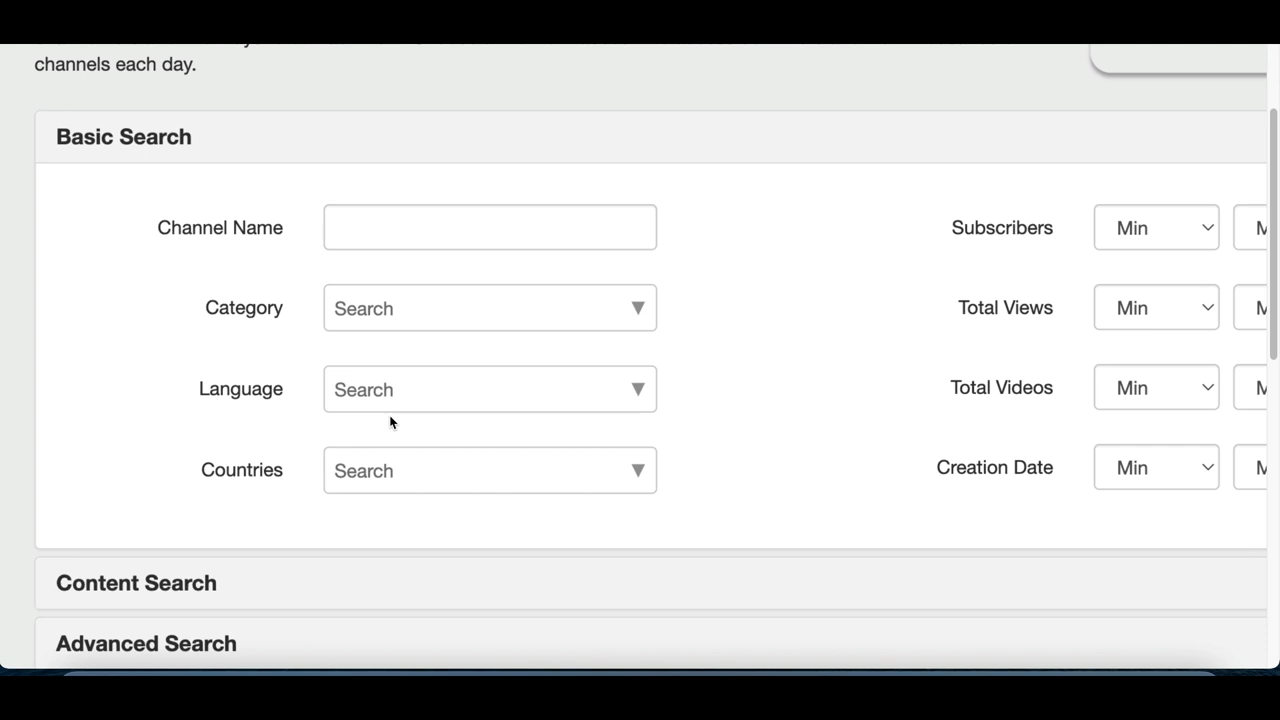 channels each day.
Basic Search
Channel Name
Subscribers Min
Category Search
Total Views Min
Language Search
Total Videos Min
Countries Search
Creation Date Min
Content Search
Advanced Search